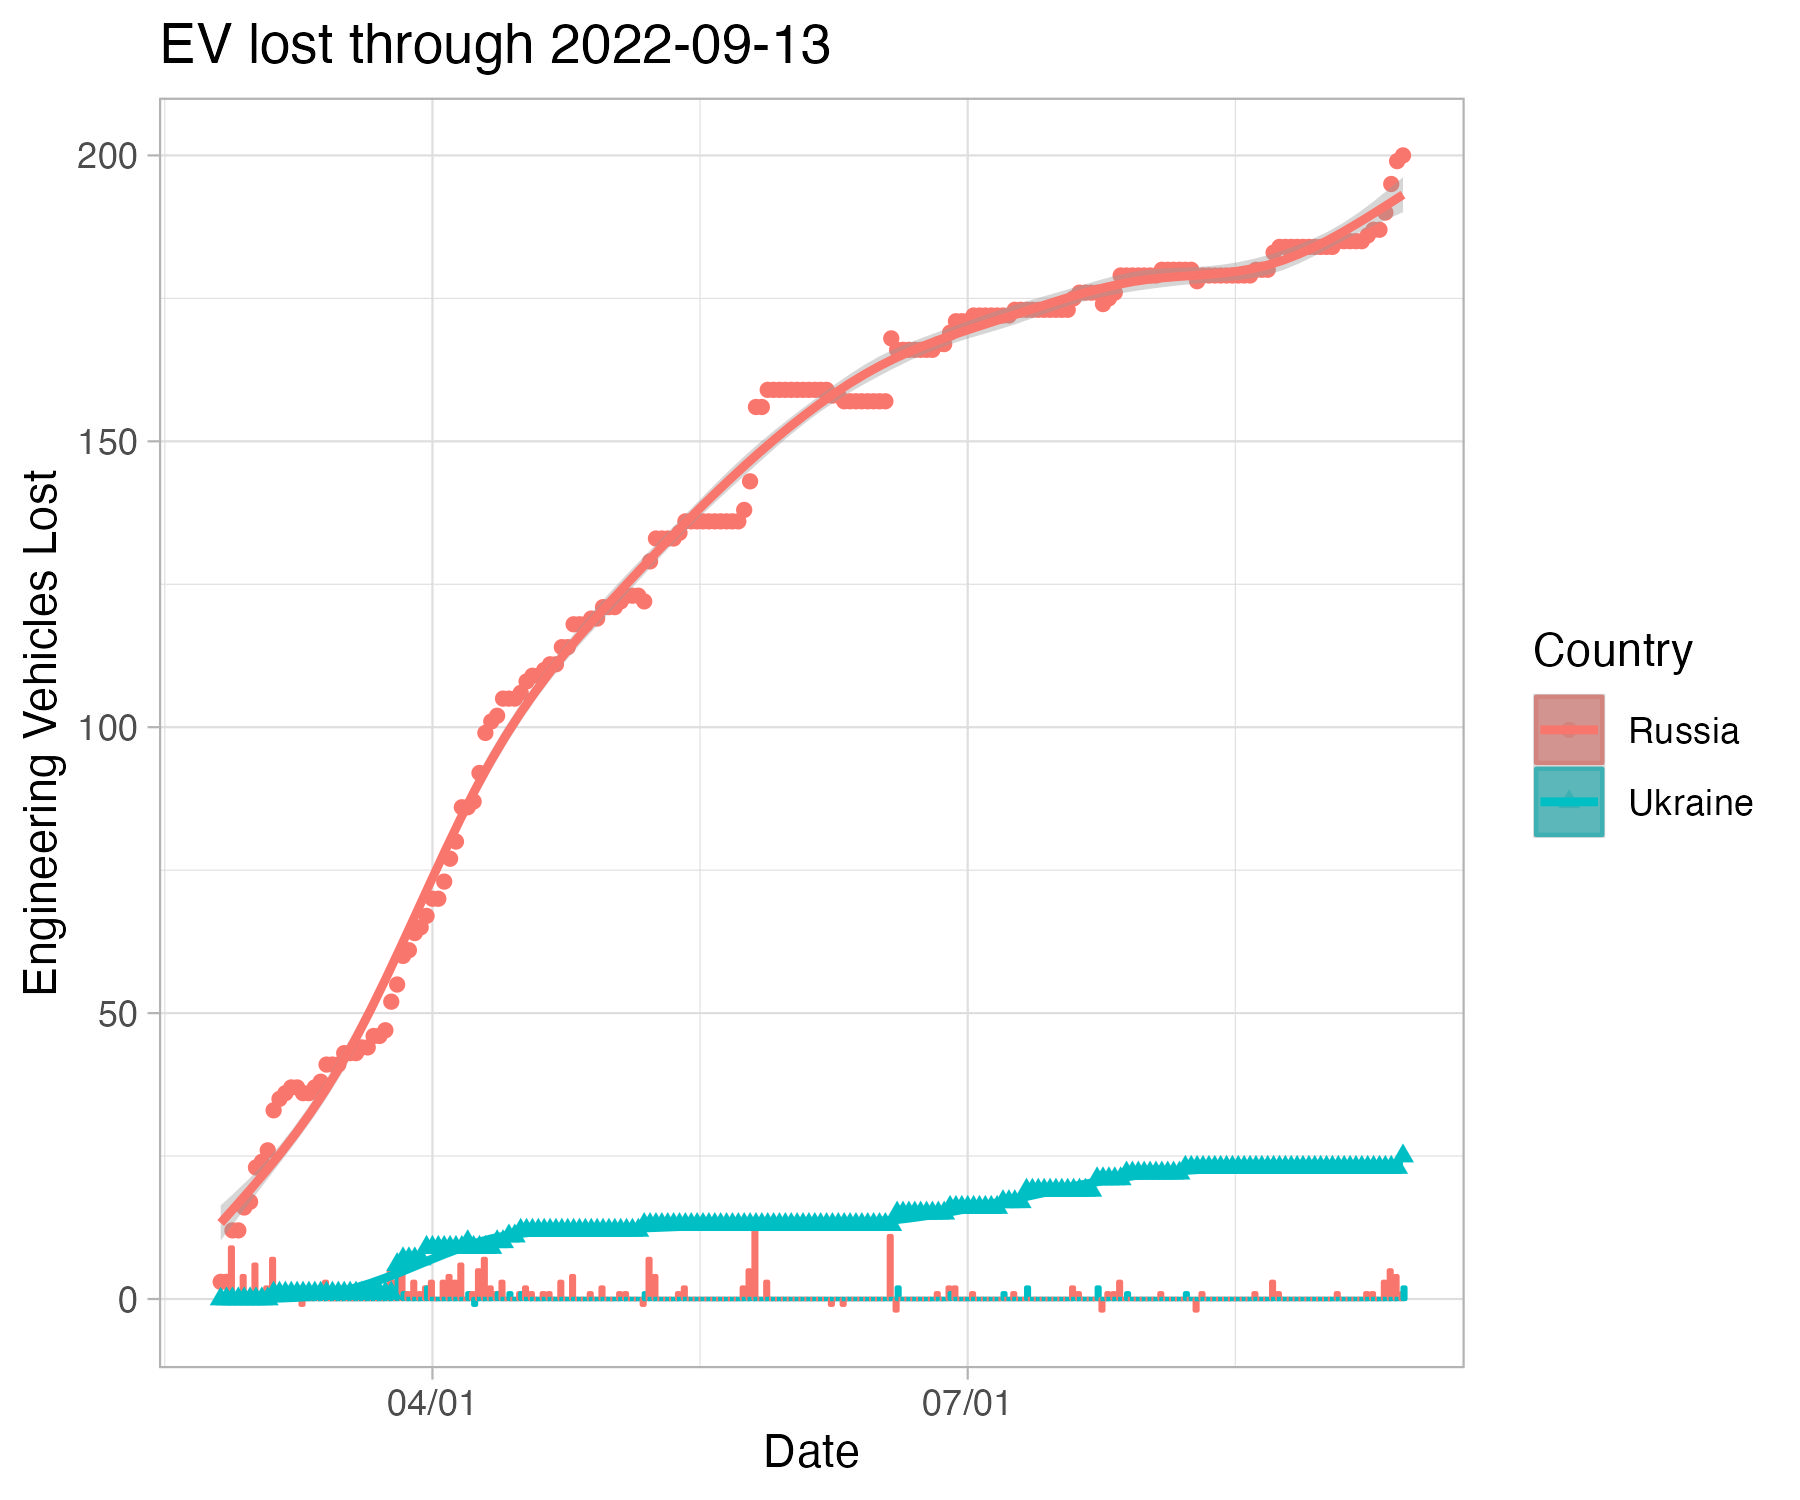 EV lost through 2022-09-13
Engineering Vehicles Lost
200
150
100
50
0
04/01
07/01
Date
Country
Russia
Ukraine